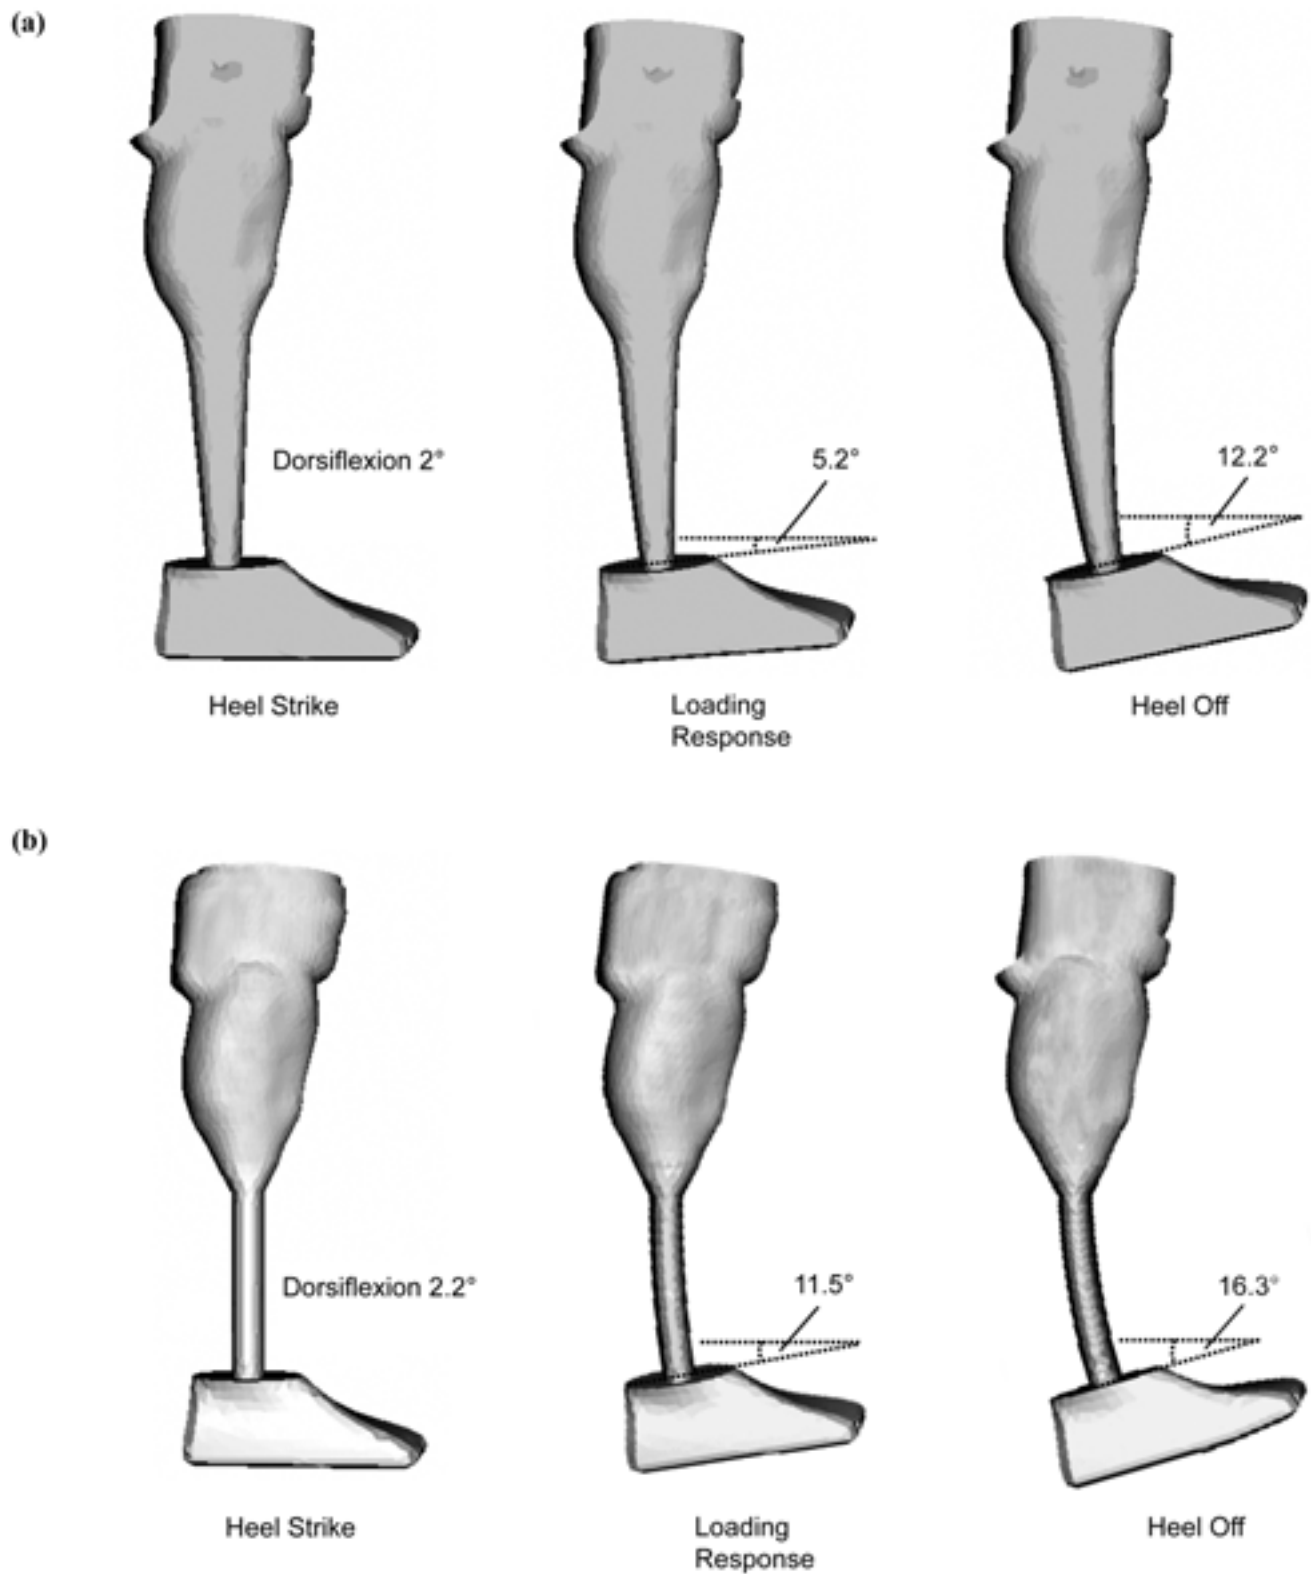 (a)
Dorsiflexion 2°
5.2°
12.2°
Heel Strike
Loading
Response
Heel Off
(b)
Dorsiflexion 2.2°
11.5°
16.3°
Heel Strike
Loading
Response
Heel Off